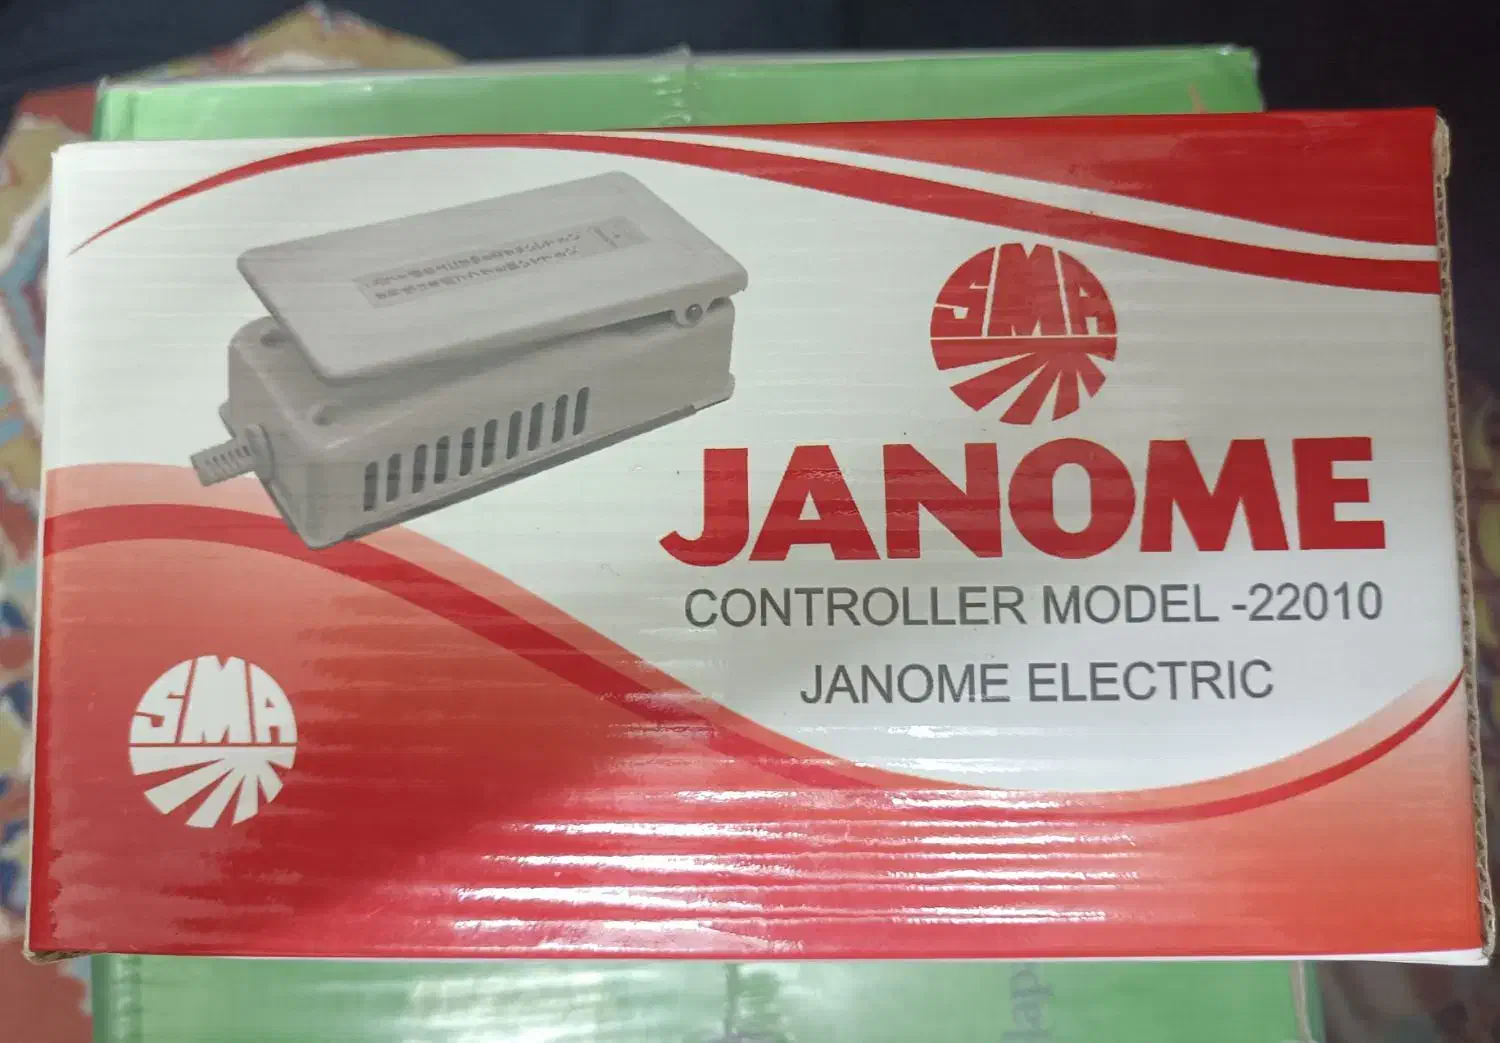 SMA
JANOME
CONTROLLER MODEL -22010
JANOME ELECTRIC
SMA